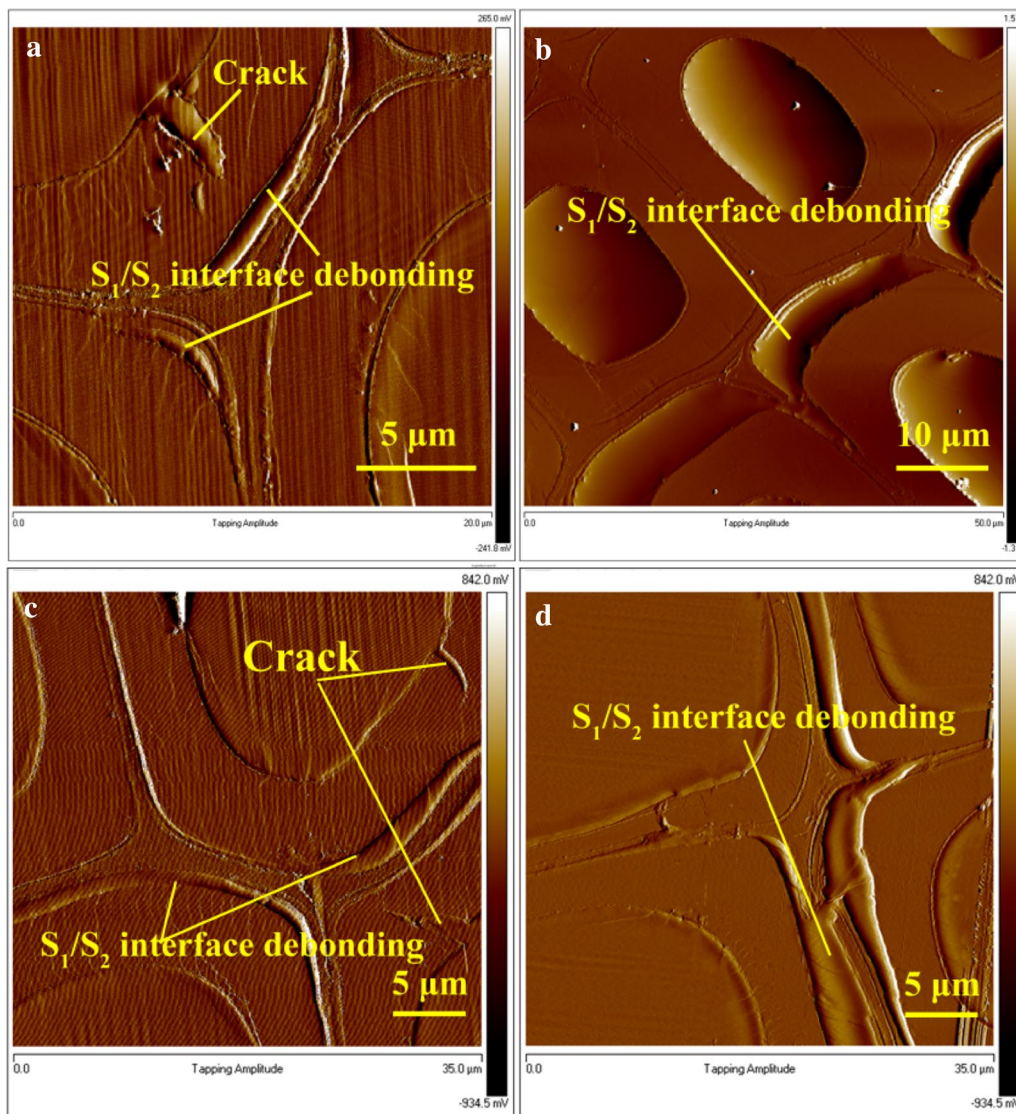 265.0 mV
a
Crack
S₁/S₂ interface debonding
5 μm
0.0 Tapping Amplitude 20.0 μm
-241.8 mV
b
S₁/S₂ interface debonding
10 μm
0.0 Tapping Amplitude 50.0 μm
842.0 mV
c
Crack
S₁/S₂ interface debonding
5 μm
0.0 Tapping Amplitude 35.0 μm
-934.5 mV
842.0 mV
d
S₁/S₂ interface debonding
5 μm
0.0 Tapping Amplitude 35.0 μm
-934.5 mV